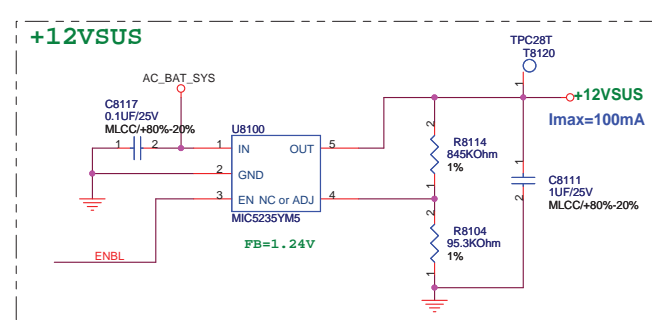 +12VSUS
TPC28T
T8120
AC_BAT_SYS
1
+12VSUS
C8117
0.1UF/25V
MLCC/+80%-20%
Imax=100mA
U8100
2
R8114
845KOhm
1%
1 2
1 IN OUT 5
2 GND
1
1
C8111
1UF/25V
MLCC/+80%-20%
2
3 EN NC or ADJ 4
MIC5235YM5
2
R8104
95.3KOhm
1%
FB=1.24V
ENBL
1